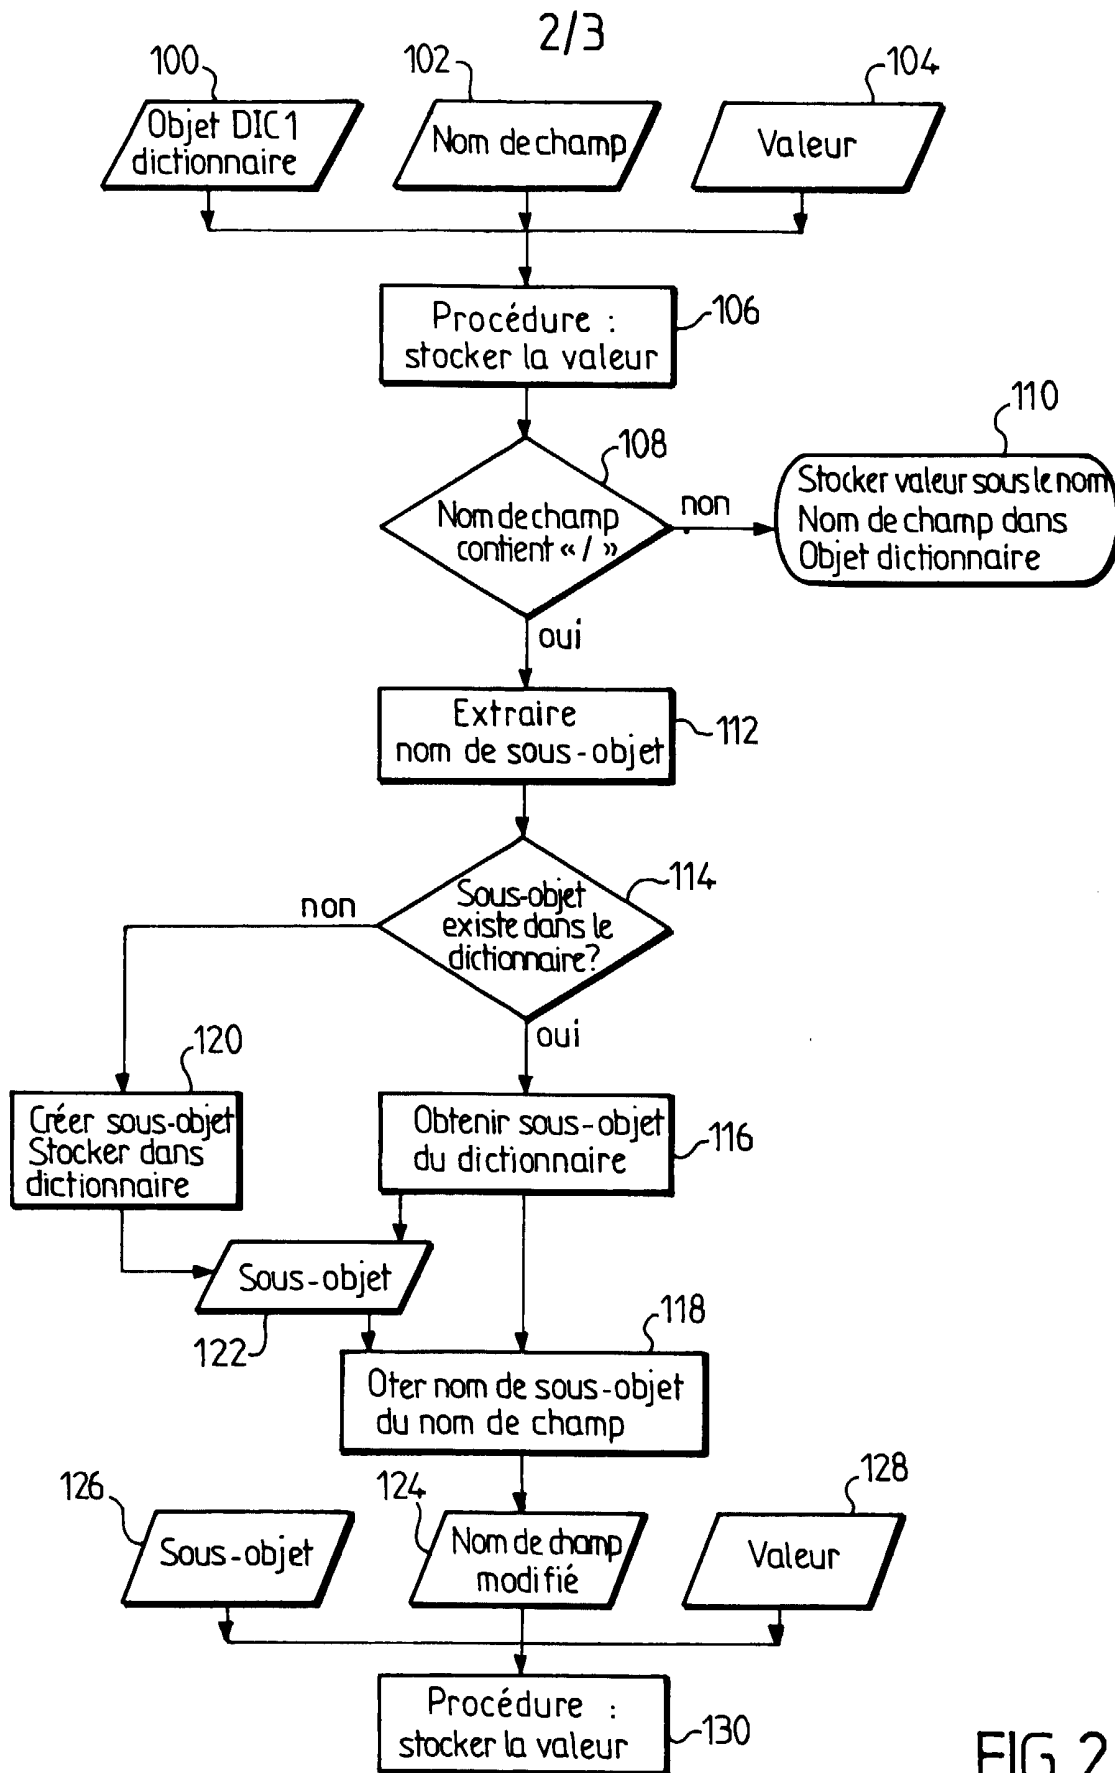 2/3
100
102
104
Objet DIC1
dictionnaire
Nom de champ
Valeur
Procédure :
stocker la valeur
106
108
110
Nom de champ
contient « / »
non
Stocker valeur sous le nom
Nom de champ dans
Objet dictionnaire
oui
Extraire
nom de sous-objet
112
114
Sous-objet
existe dans le
dictionnaire?
non
oui
120
Créer sous-objet
Stocker dans
dictionnaire
Obtenir sous-objet
du dictionnaire
116
Sous-objet
122
118
Oter nom de sous-objet
du nom de champ
126
124
128
Sous-objet
Nom de champ
modifié
Valeur
Procédure :
stocker la valeur
130
FIG. 2